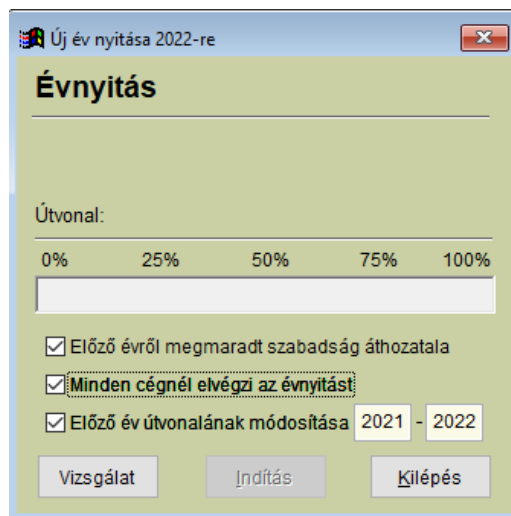 Új év nyitása 2022-re
Évnyitás
Útvonal:
0% 25% 50% 75% 100%
Előző évről megmaradt szabadság áthozatala
Minden cégnél elvégzi az évnyitást
Előző év útvonalának módosítása 2021 - 2022
Vizsgálat Indítás Kilépés